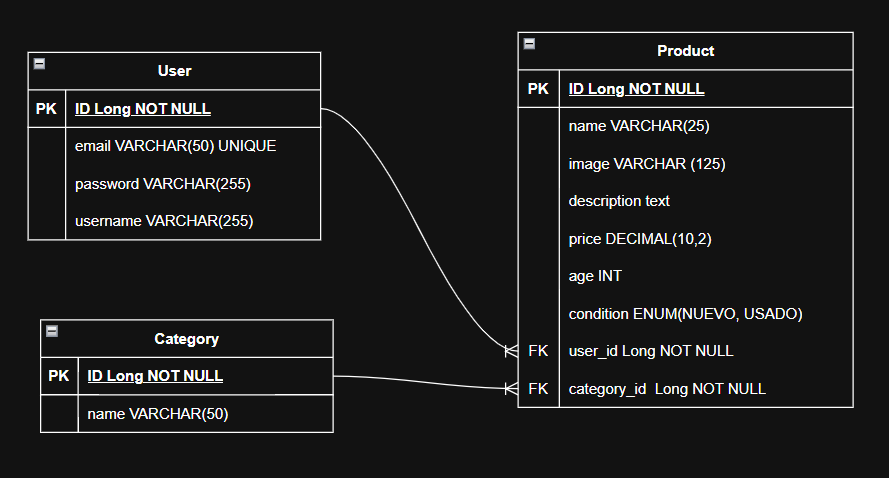 User
PK ID Long NOT NULL
email VARCHAR(50) UNIQUE
password VARCHAR(255)
username VARCHAR(255)
Category
PK ID Long NOT NULL
name VARCHAR(50)
Product
PK ID Long NOT NULL
name VARCHAR(25)
image VARCHAR (125)
description text
price DECIMAL(10,2)
age INT
condition ENUM(NUEVO, USADO)
FK user_id Long NOT NULL
FK category_id  Long NOT NULL